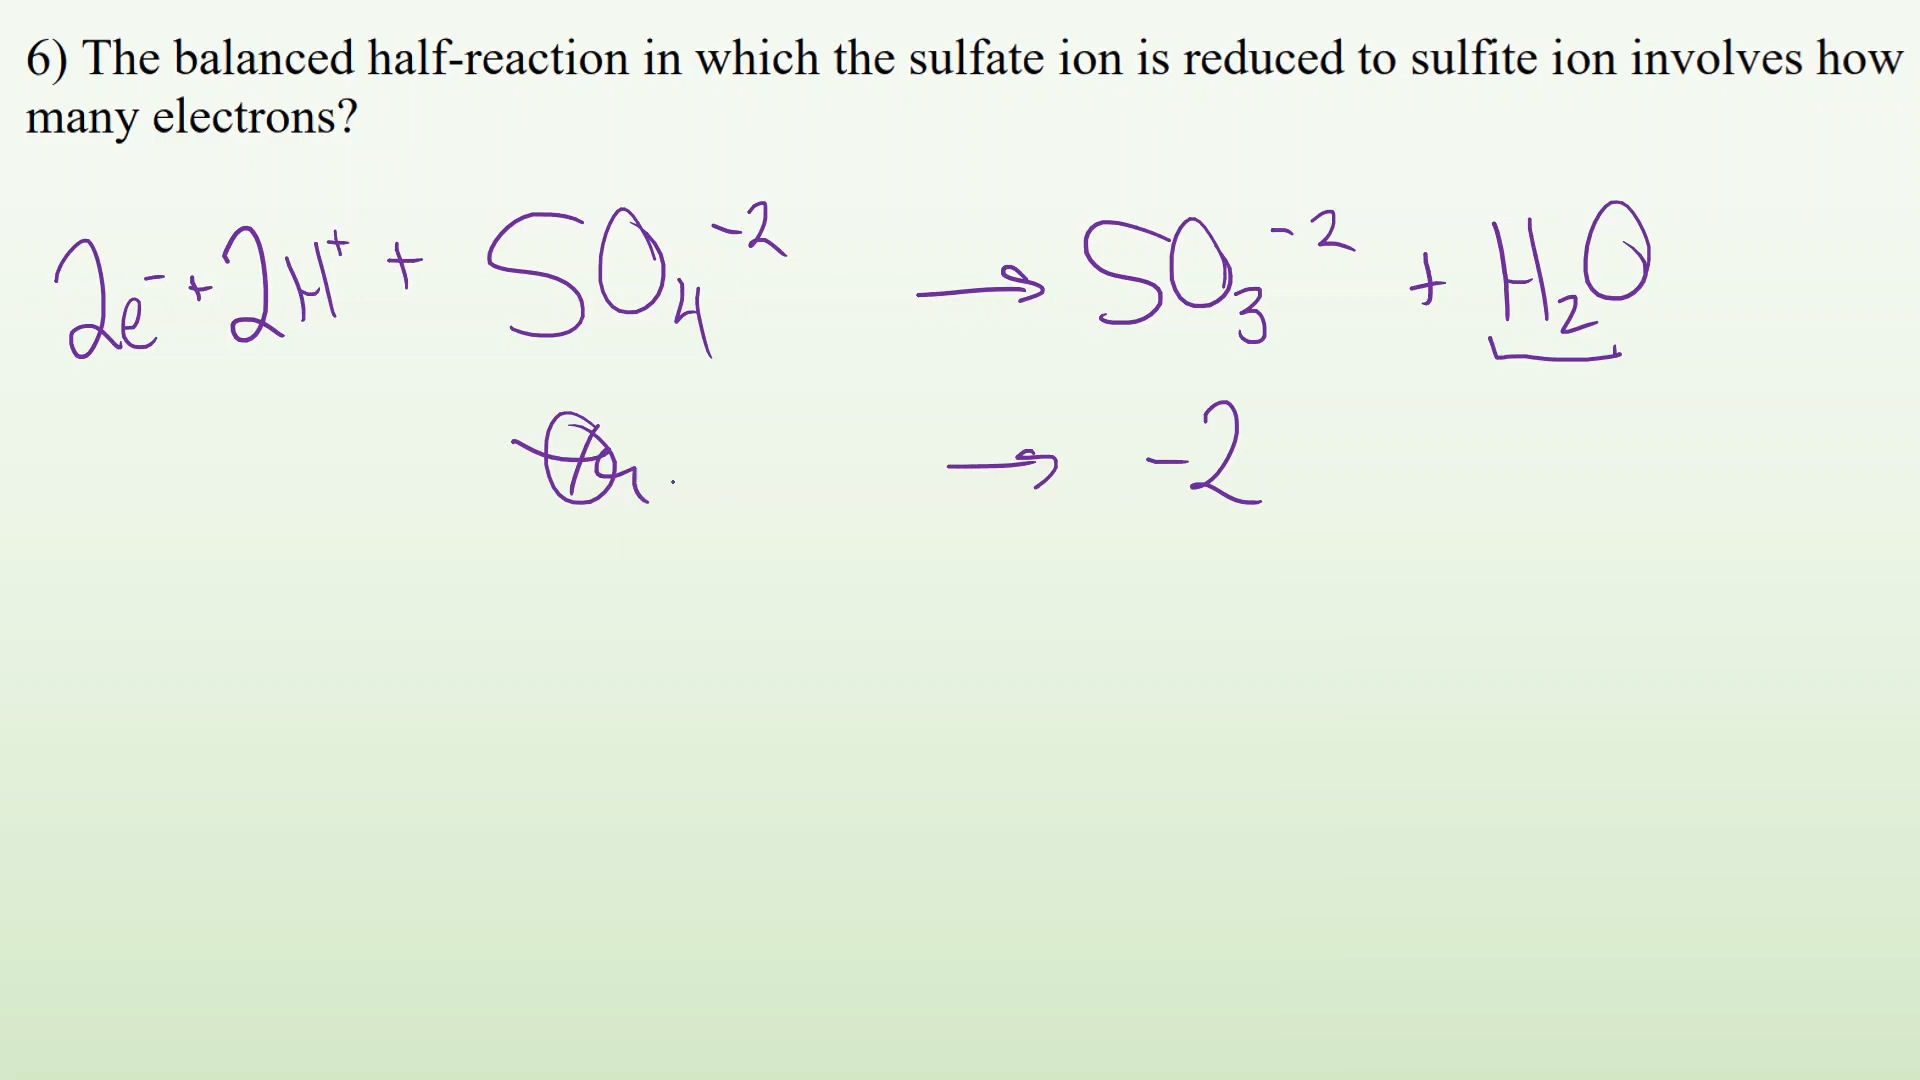 6) The balanced half-reaction in which the sulfate ion is reduced to sulfite ion involves how
many electrons?
2e⁻ + 2H⁺ + SO₄⁻² → SO₃⁻² + H₂O
→ -2